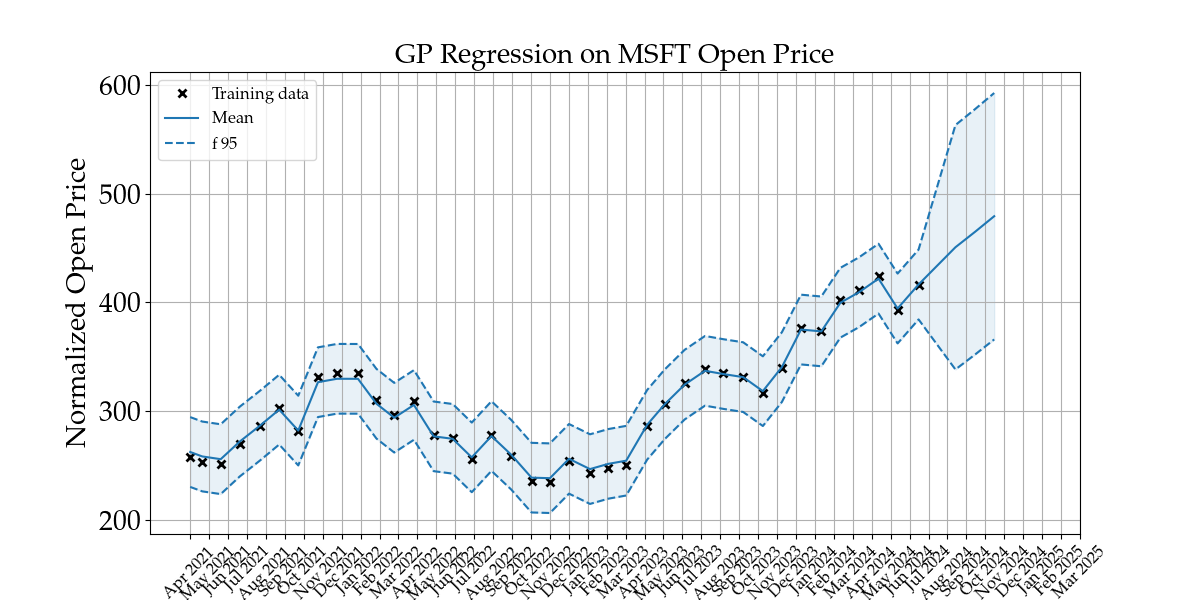 GP Regression on MSFT Open Price
Training data
Mean
f 95
Normalized Open Price
600
500
400
300
200
Apr 2021
May 2021
Jun 2021
Jul 2021
Aug 2021
Sep 2021
Oct 2021
Nov 2021
Dec 2021
Jan 2022
Feb 2022
Mar 2022
Apr 2022
May 2022
Jun 2022
Jul 2022
Aug 2022
Sep 2022
Oct 2022
Nov 2022
Dec 2022
Jan 2023
Feb 2023
Mar 2023
Apr 2023
May 2023
Jun 2023
Jul 2023
Aug 2023
Sep 2023
Nov 2023
Dec 2023
Jan 2024
Feb 2024
Mar 2024
Apr 2024
May 2024
Jun 2024
Jul 2024
Aug 2024
Sep 2024
Oct 2024
Nov 2024
Dec 2024
Jan 2025
Feb 2025
Mar 2025